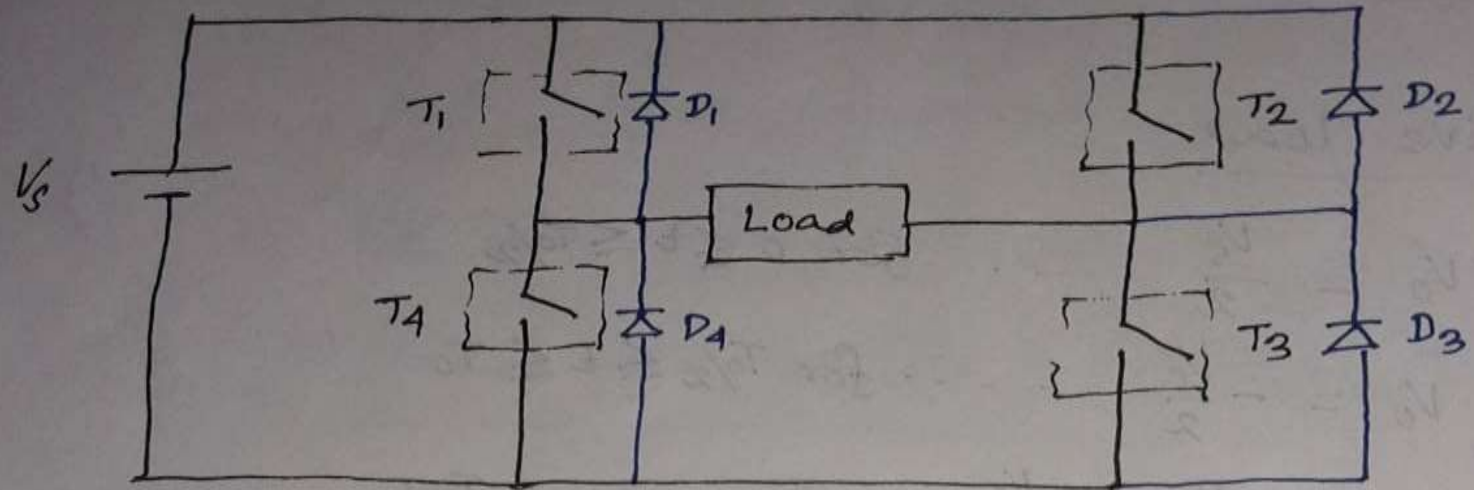 T₁ D₁ T₂ D₂
Vₛ
Load
T₄ D₄ T₃ D₃